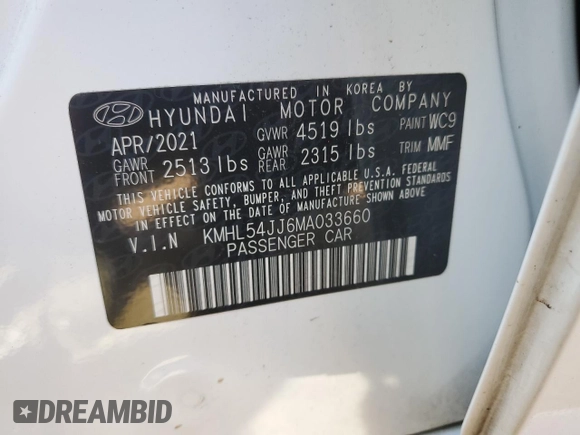 MANUFACTURED IN KOREA BY
HYUNDAI MOTOR COMPANY
APR/2021 GVWR 4519 lbs PAINT WC9
GAWR FRONT 2513 lbs GAWR REAR 2315 lbs TRIM MMF
THIS VEHICLE CONFORMS TO ALL APPLICABLE U.S.A. FEDERAL
MOTOR VEHICLE SAFETY, BUMPER, AND THEFT PREVENTION STANDARDS
IN EFFECT ON THE DATE OF MANUFACTURE SHOWN ABOVE.
V.I.N KMHL54JJ6MA033660
PASSENGER CAR
DREAMBID